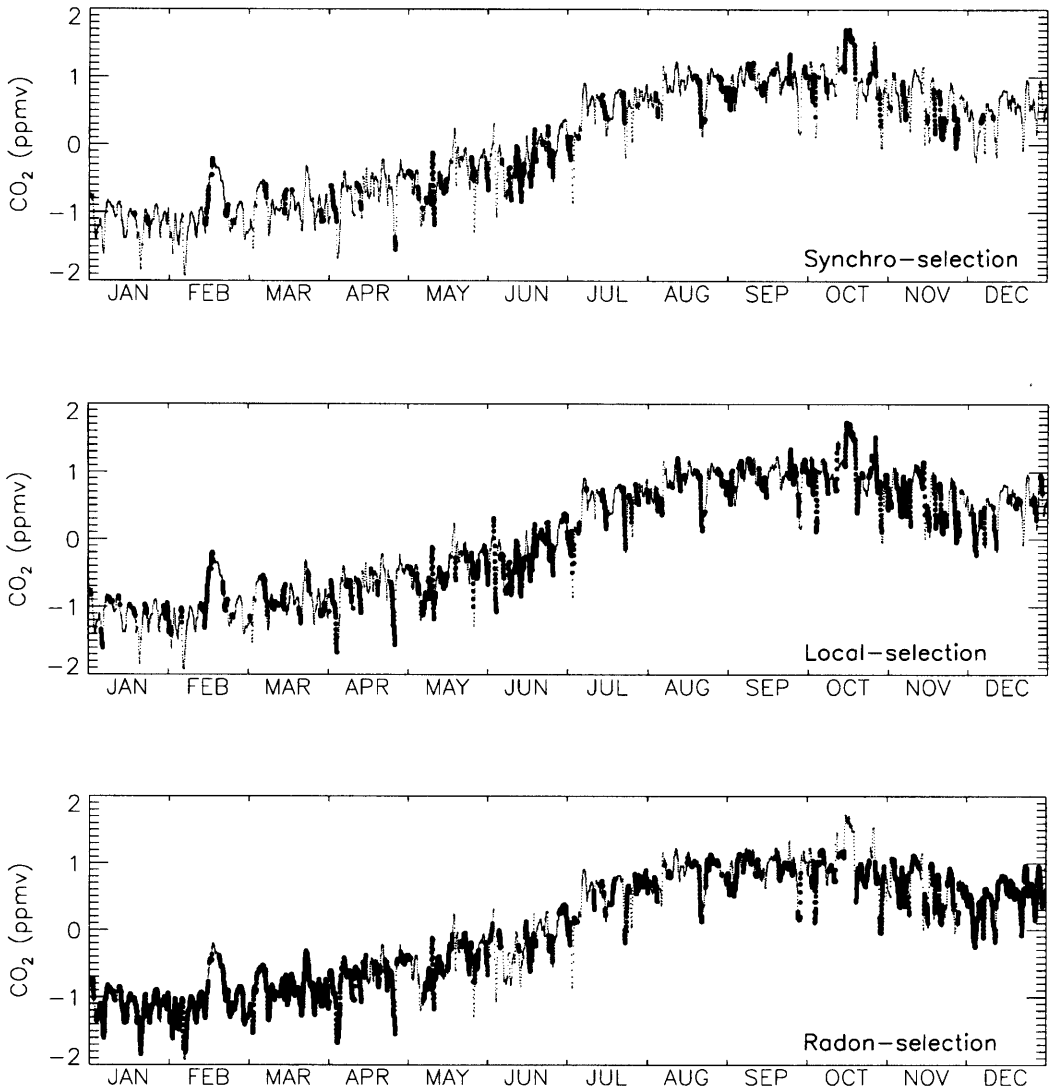 2
1
0
−1
−2
CO2 (ppmv)
Synchro−selection
JAN FEB MAR APR MAY JUN JUL AUG SEP OCT NOV DEC
2
1
0
−1
−2
CO2 (ppmv)
Local−selection
JAN FEB MAR APR MAY JUN JUL AUG SEP OCT NOV DEC
2
1
0
−1
−2
CO2 (ppmv)
Radon−selection
JAN FEB MAR APR MAY JUN JUL AUG SEP OCT NOV DEC